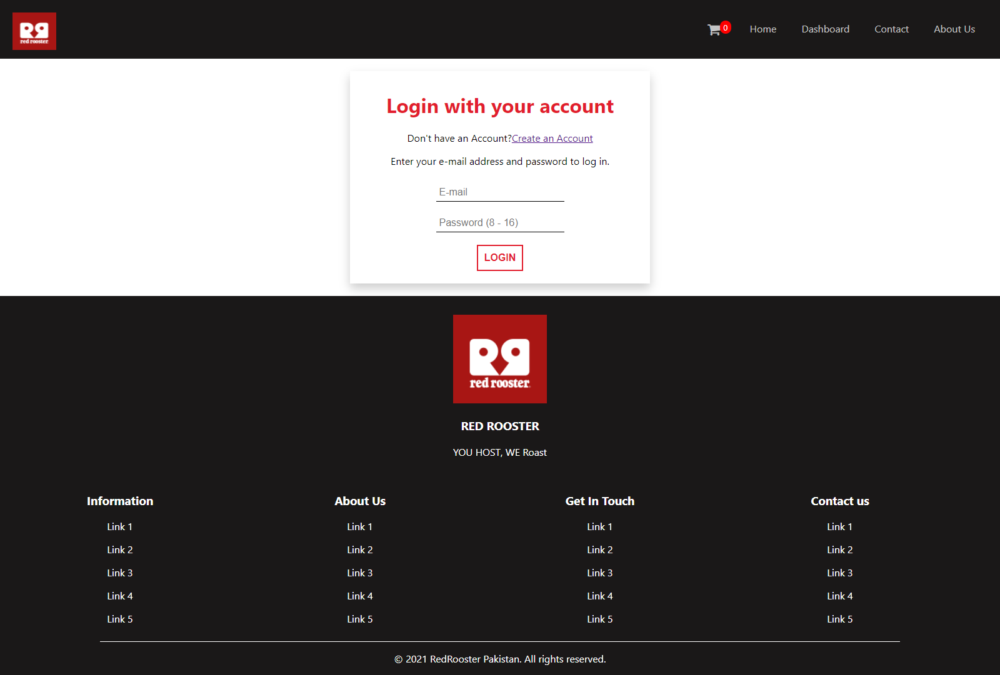 red rooster
0
Home
Dashboard
Contact
About Us
Login with your account
Don't have an Account?Create an Account
Enter your e-mail address and password to log in.
E-mail
Password (8 - 16)
LOGIN
red rooster
RED ROOSTER
YOU HOST, WE Roast
Information
Link 1
Link 2
Link 3
Link 4
Link 5
About Us
Link 1
Link 2
Link 3
Link 4
Link 5
Get In Touch
Link 1
Link 2
Link 3
Link 4
Link 5
Contact us
Link 1
Link 2
Link 3
Link 4
Link 5
© 2021 RedRooster Pakistan. All rights reserved.